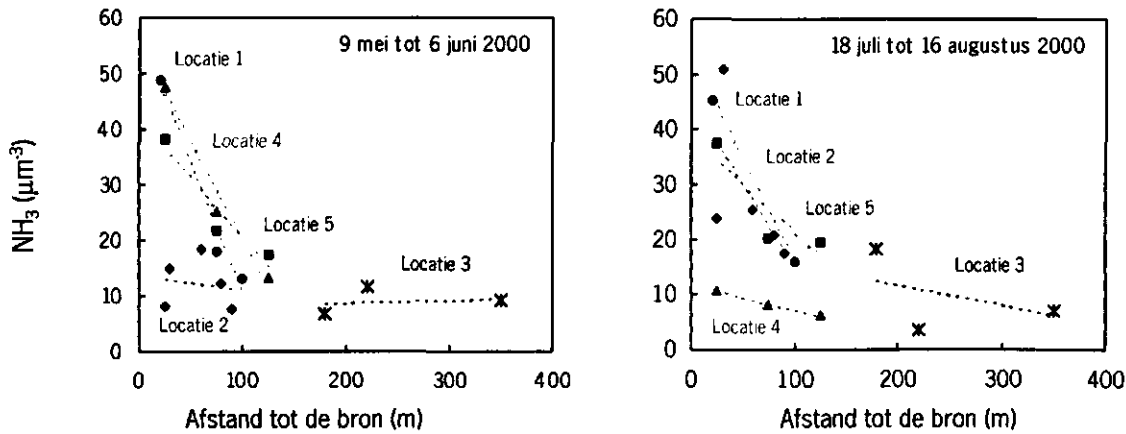 NH3 (μm-3)
60
50
40
30
20
10
0
0
100
200
300
400
9 mei tot 6 juni 2000
Locatie 1
Locatie 4
Locatie 5
Locatie 3
Locatie 2
Afstand tot de bron (m)
60
50
40
30
20
10
0
0
100
200
300
400
18 juli tot 16 augustus 2000
Locatie 1
Locatie 2
Locatie 5
Locatie 3
Locatie 4
Afstand tot de bron (m)